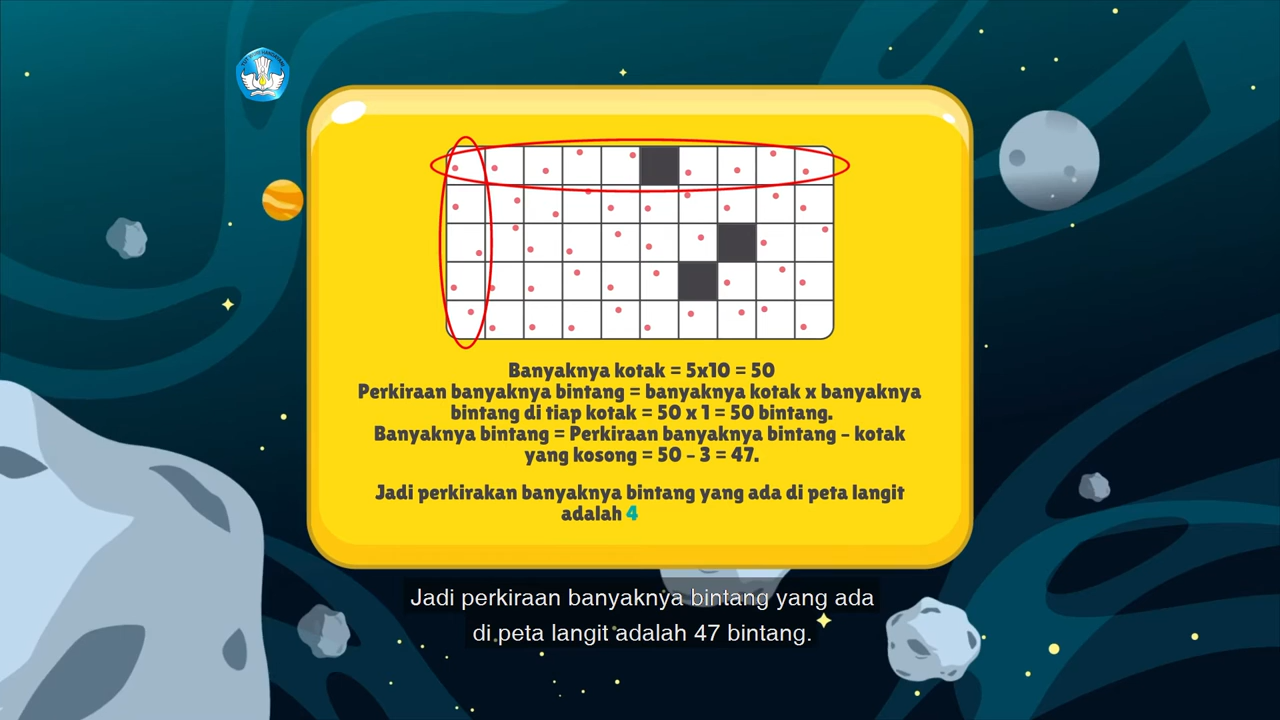 Banyaknya kotak = 5x10 = 50
Perkiraan banyaknya bintang = banyaknya kotak x banyaknya
bintang di tiap kotak = 50 x 1 = 50 bintang.
Banyaknya bintang = Perkiraan banyaknya bintang – kotak
yang kosong = 50 – 3 = 47.
Jadi perkirakan banyaknya bintang yang ada di peta langit
adalah 4
Jadi perkiraan banyaknya bintang yang ada
di peta langit adalah 47 bintang.